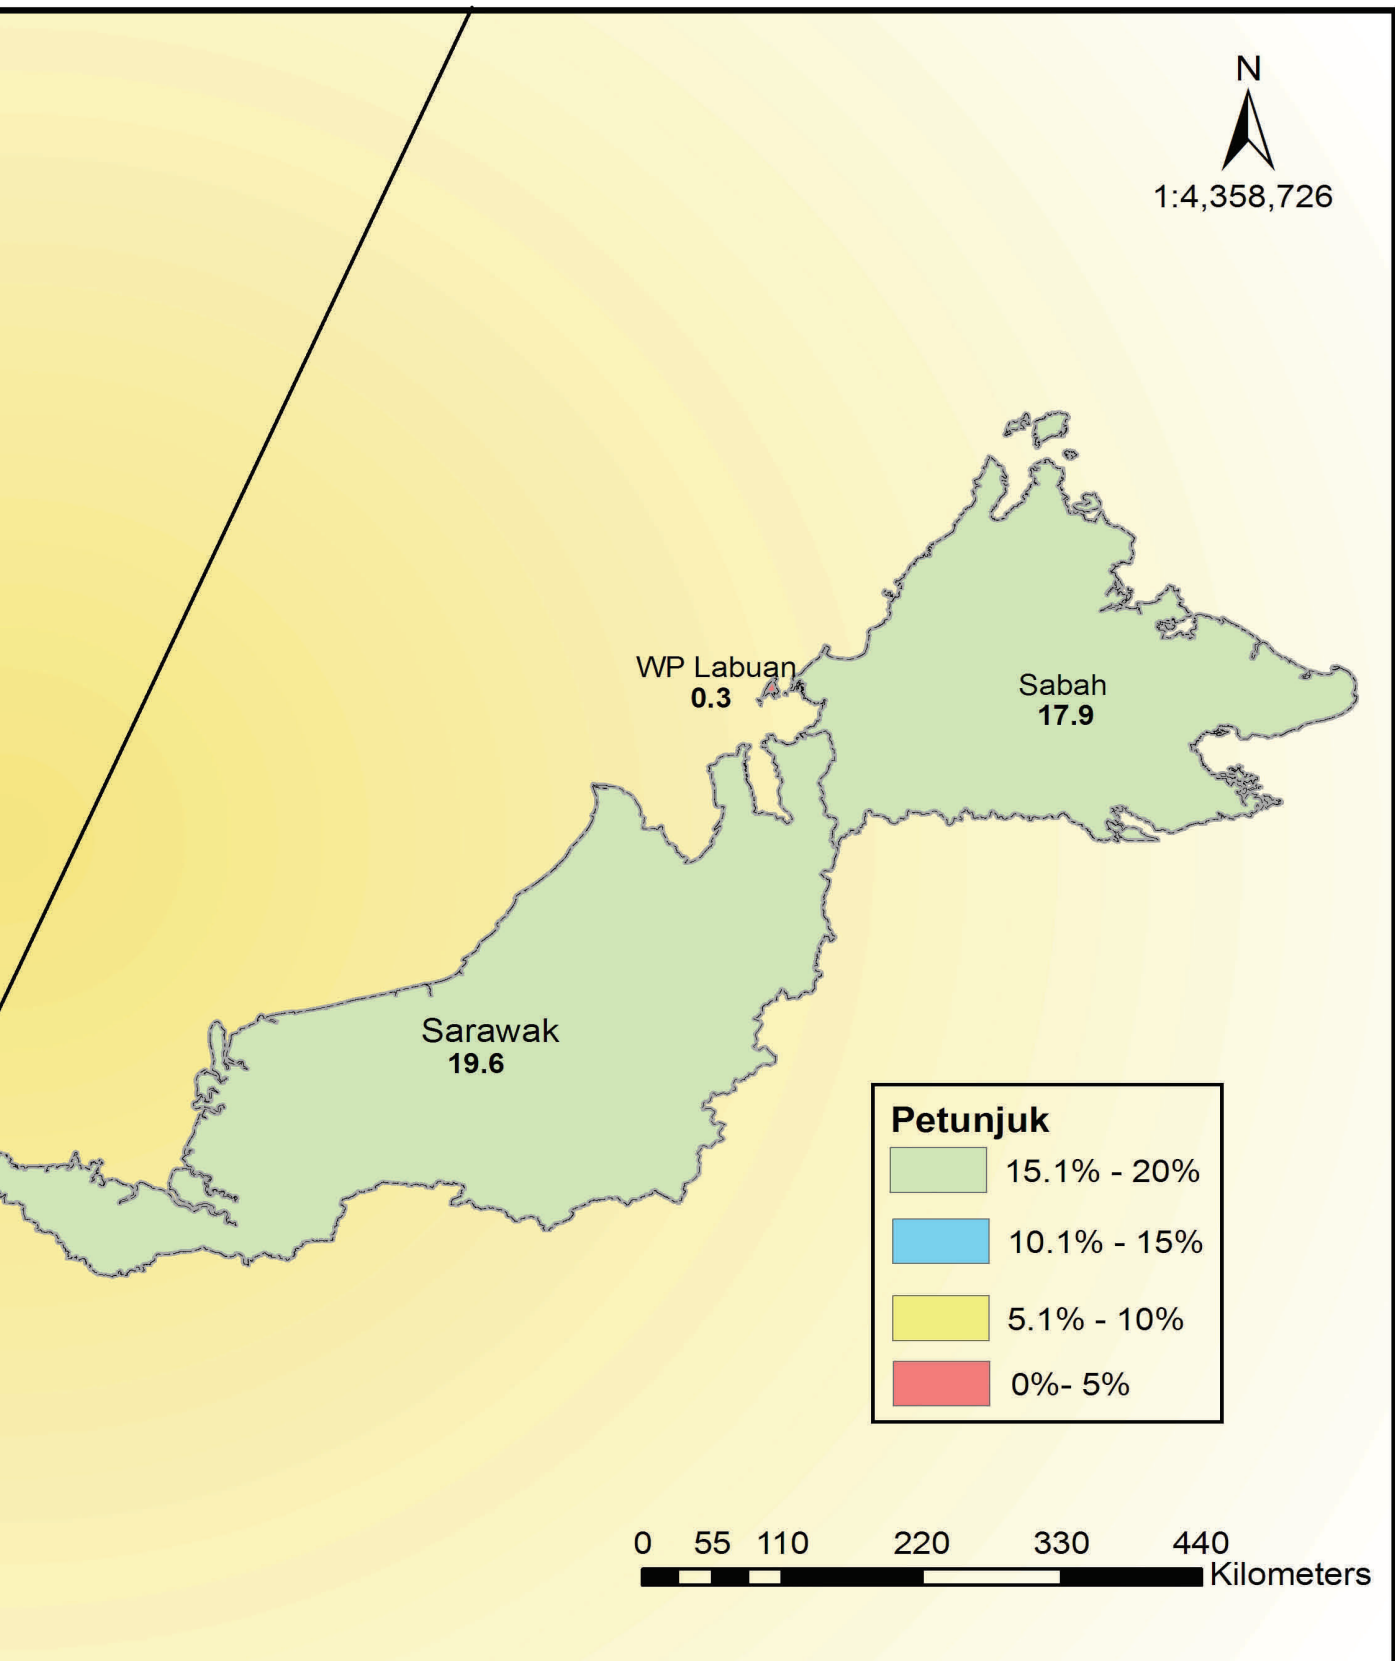 N
1:4,358,726
WP Labuan
0.3
Sabah
17.9
Sarawak
19.6
Petunjuk
15.1% - 20%
10.1% - 15%
5.1% - 10%
0%- 5%
0 55 110 220 330 440
Kilometers